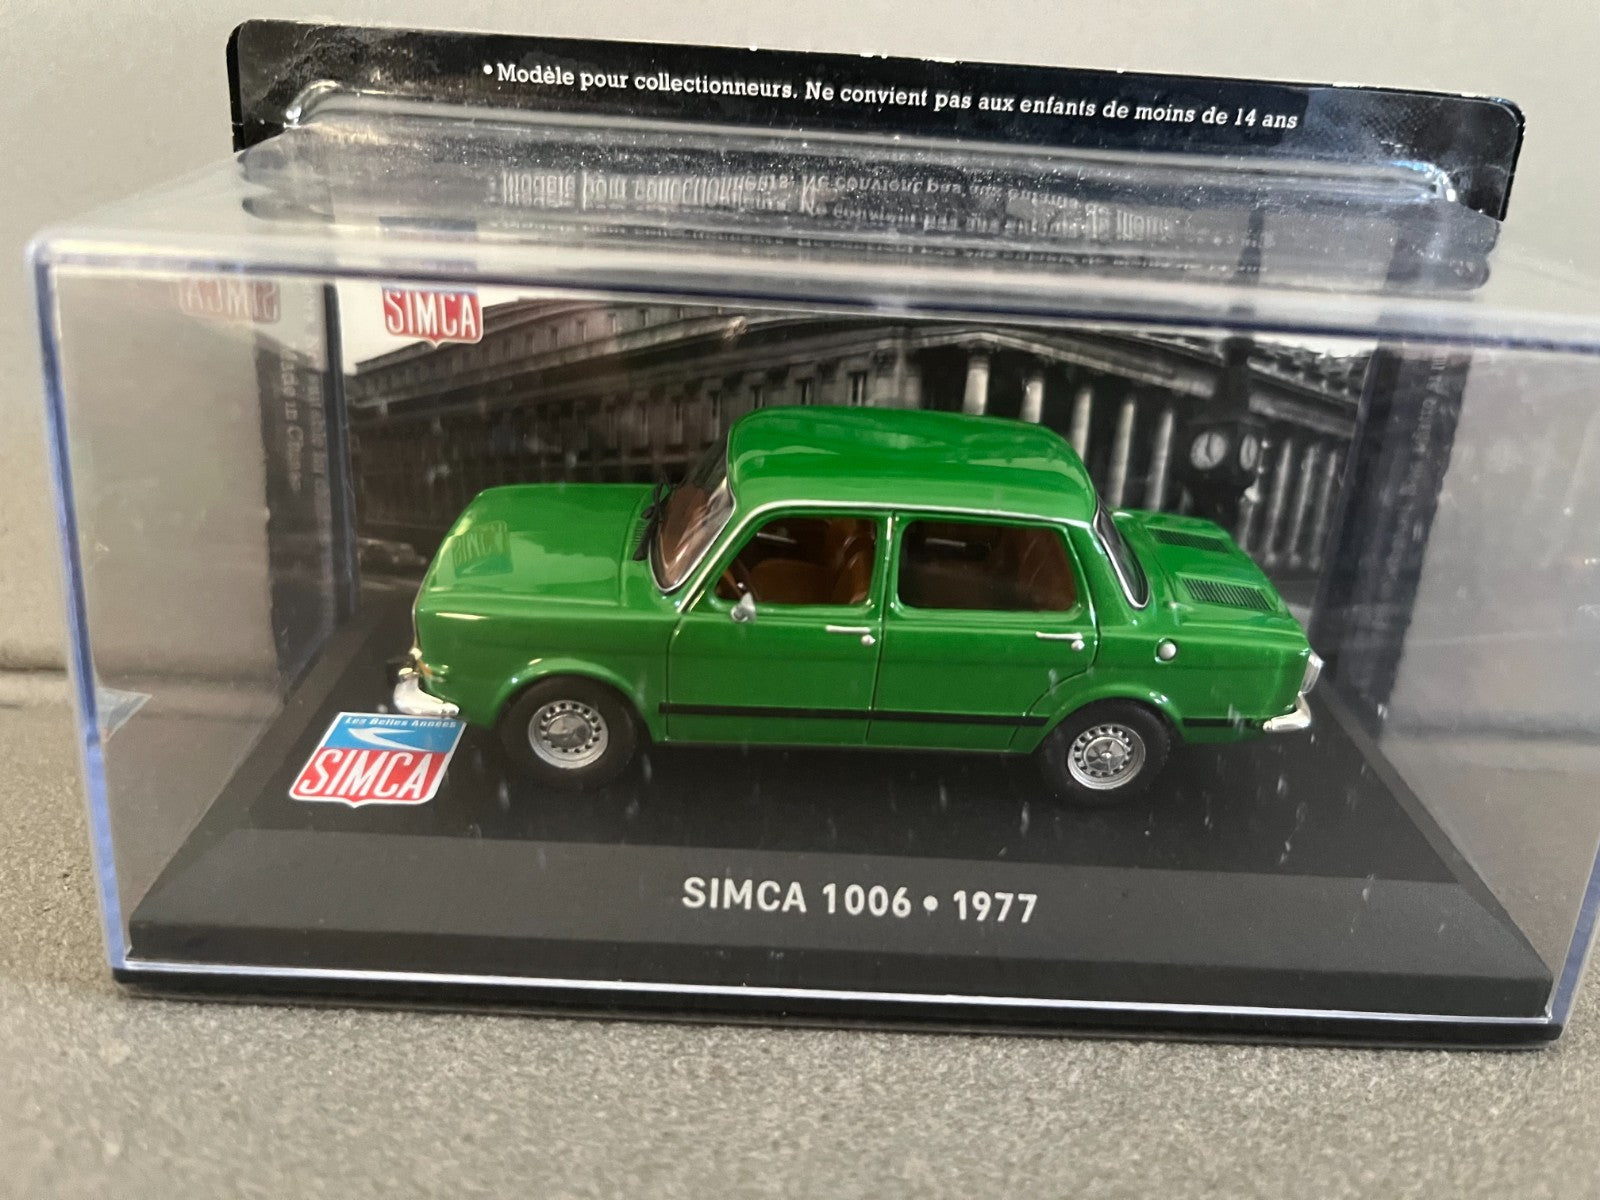 • Modèle pour collectionneurs. Ne convient pas aux enfants de moins de 14 ans
SIMCA
Les Belles Années
SIMCA
SIMCA 1006 • 1977